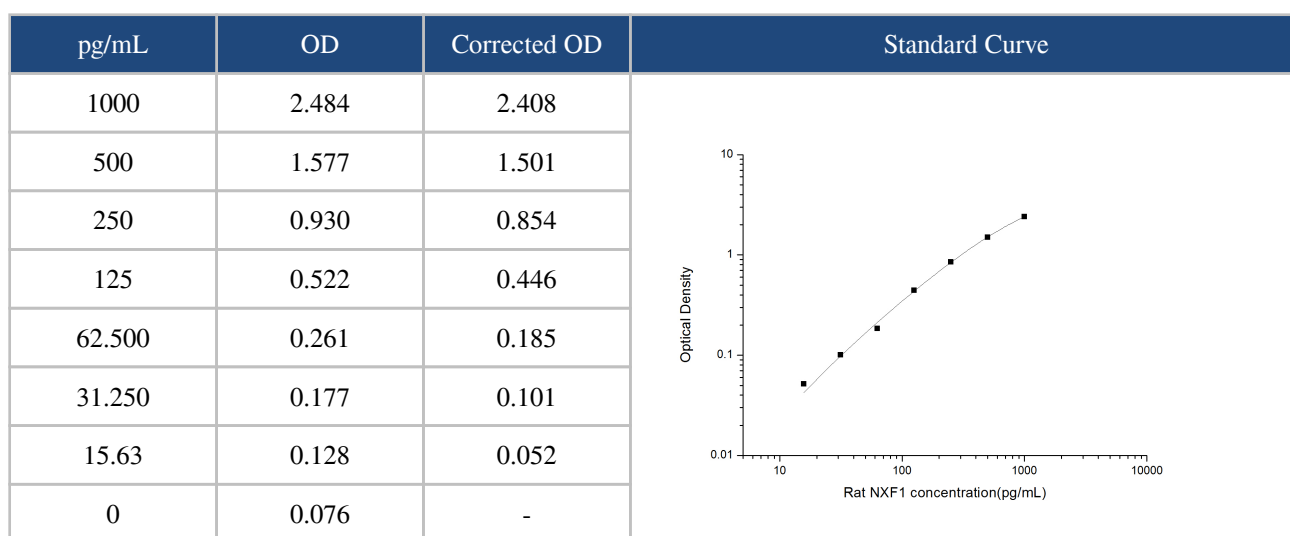 pg/mL OD Corrected OD Standard Curve
1000 2.484 2.408
500 1.577 1.501
250 0.930 0.854
125 0.522 0.446
62.500 0.261 0.185
31.250 0.177 0.101
15.63 0.128 0.052
0 0.076 -
10
1
0.1
0.01
Optical Density
10 100 1000 10000
Rat NXF1 concentration(pg/mL)